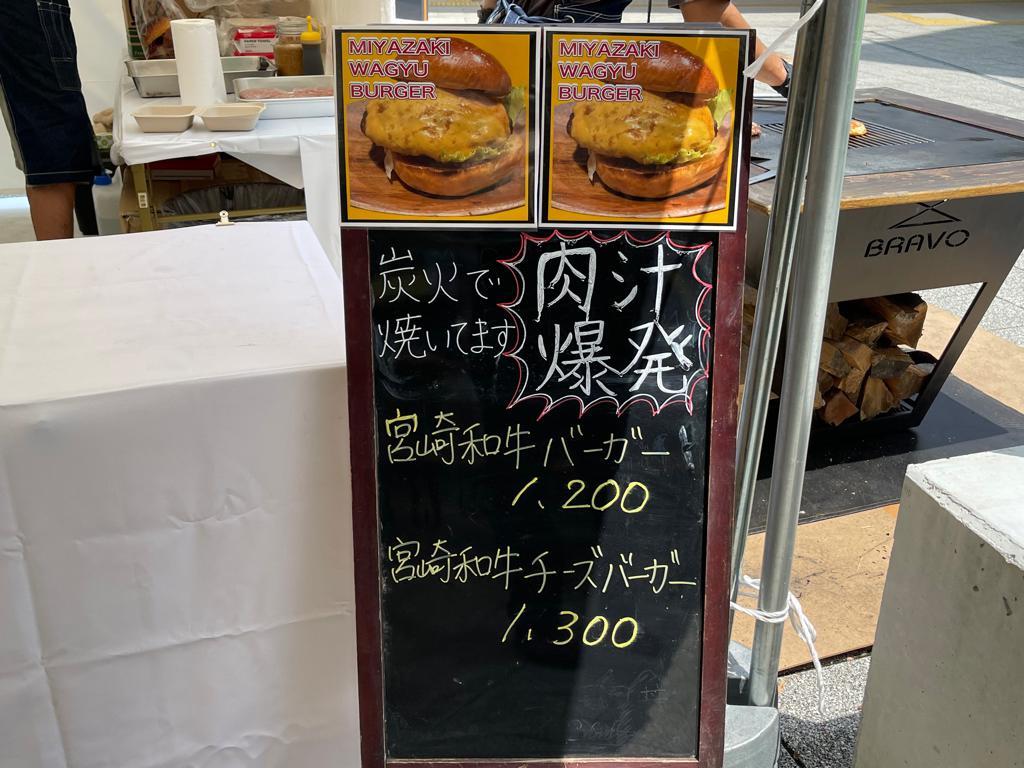 MIYAZAKI
WAGYU
BURGER
MIYAZAKI
WAGYU
BURGER
炭火で
焼いてます
肉汁
爆発
宮崎和牛バーガー
1,200
宮崎和牛チーズバーガー
1,300
BRAVO